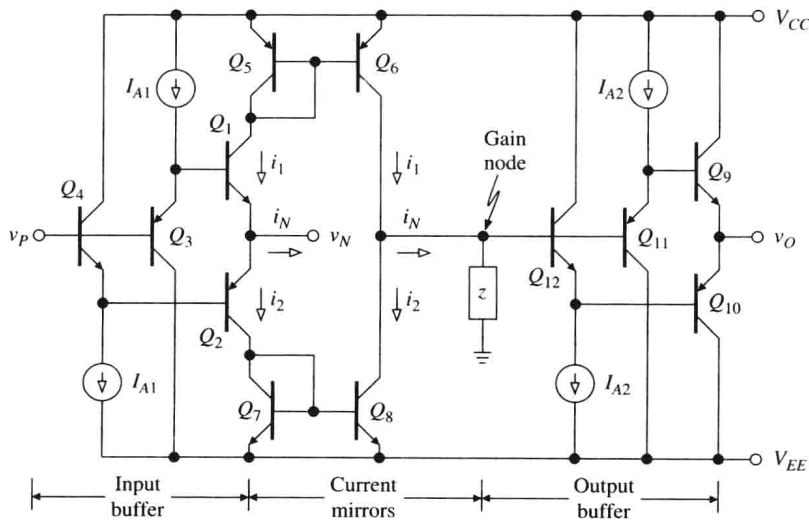 V_CC
Q_5
Q_6
I_A1
I_A2
Q_1
i_1
i_1
Gain
node
Q_9
Q_4
v_P
Q_3
i_N
v_N
i_N
Q_11
v_O
Q_12
z
Q_2
i_2
i_2
Q_10
I_A1
Q_7
Q_8
I_A2
V_EE
Input
buffer
Current
mirrors
Output
buffer